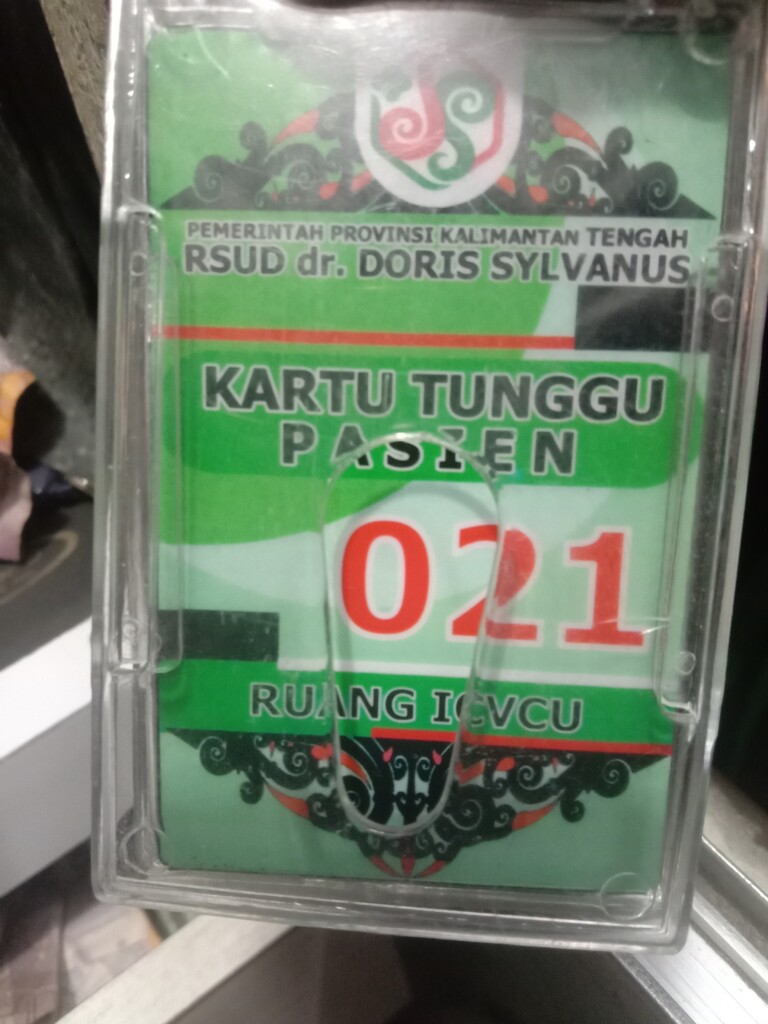 PEMERINTAH PROVINSI KALIMANTAN TENGAH
RSUD dr. DORIS SYLVANUS
KARTU TUNGGU
PASIEN
021
RUANG ICVCU